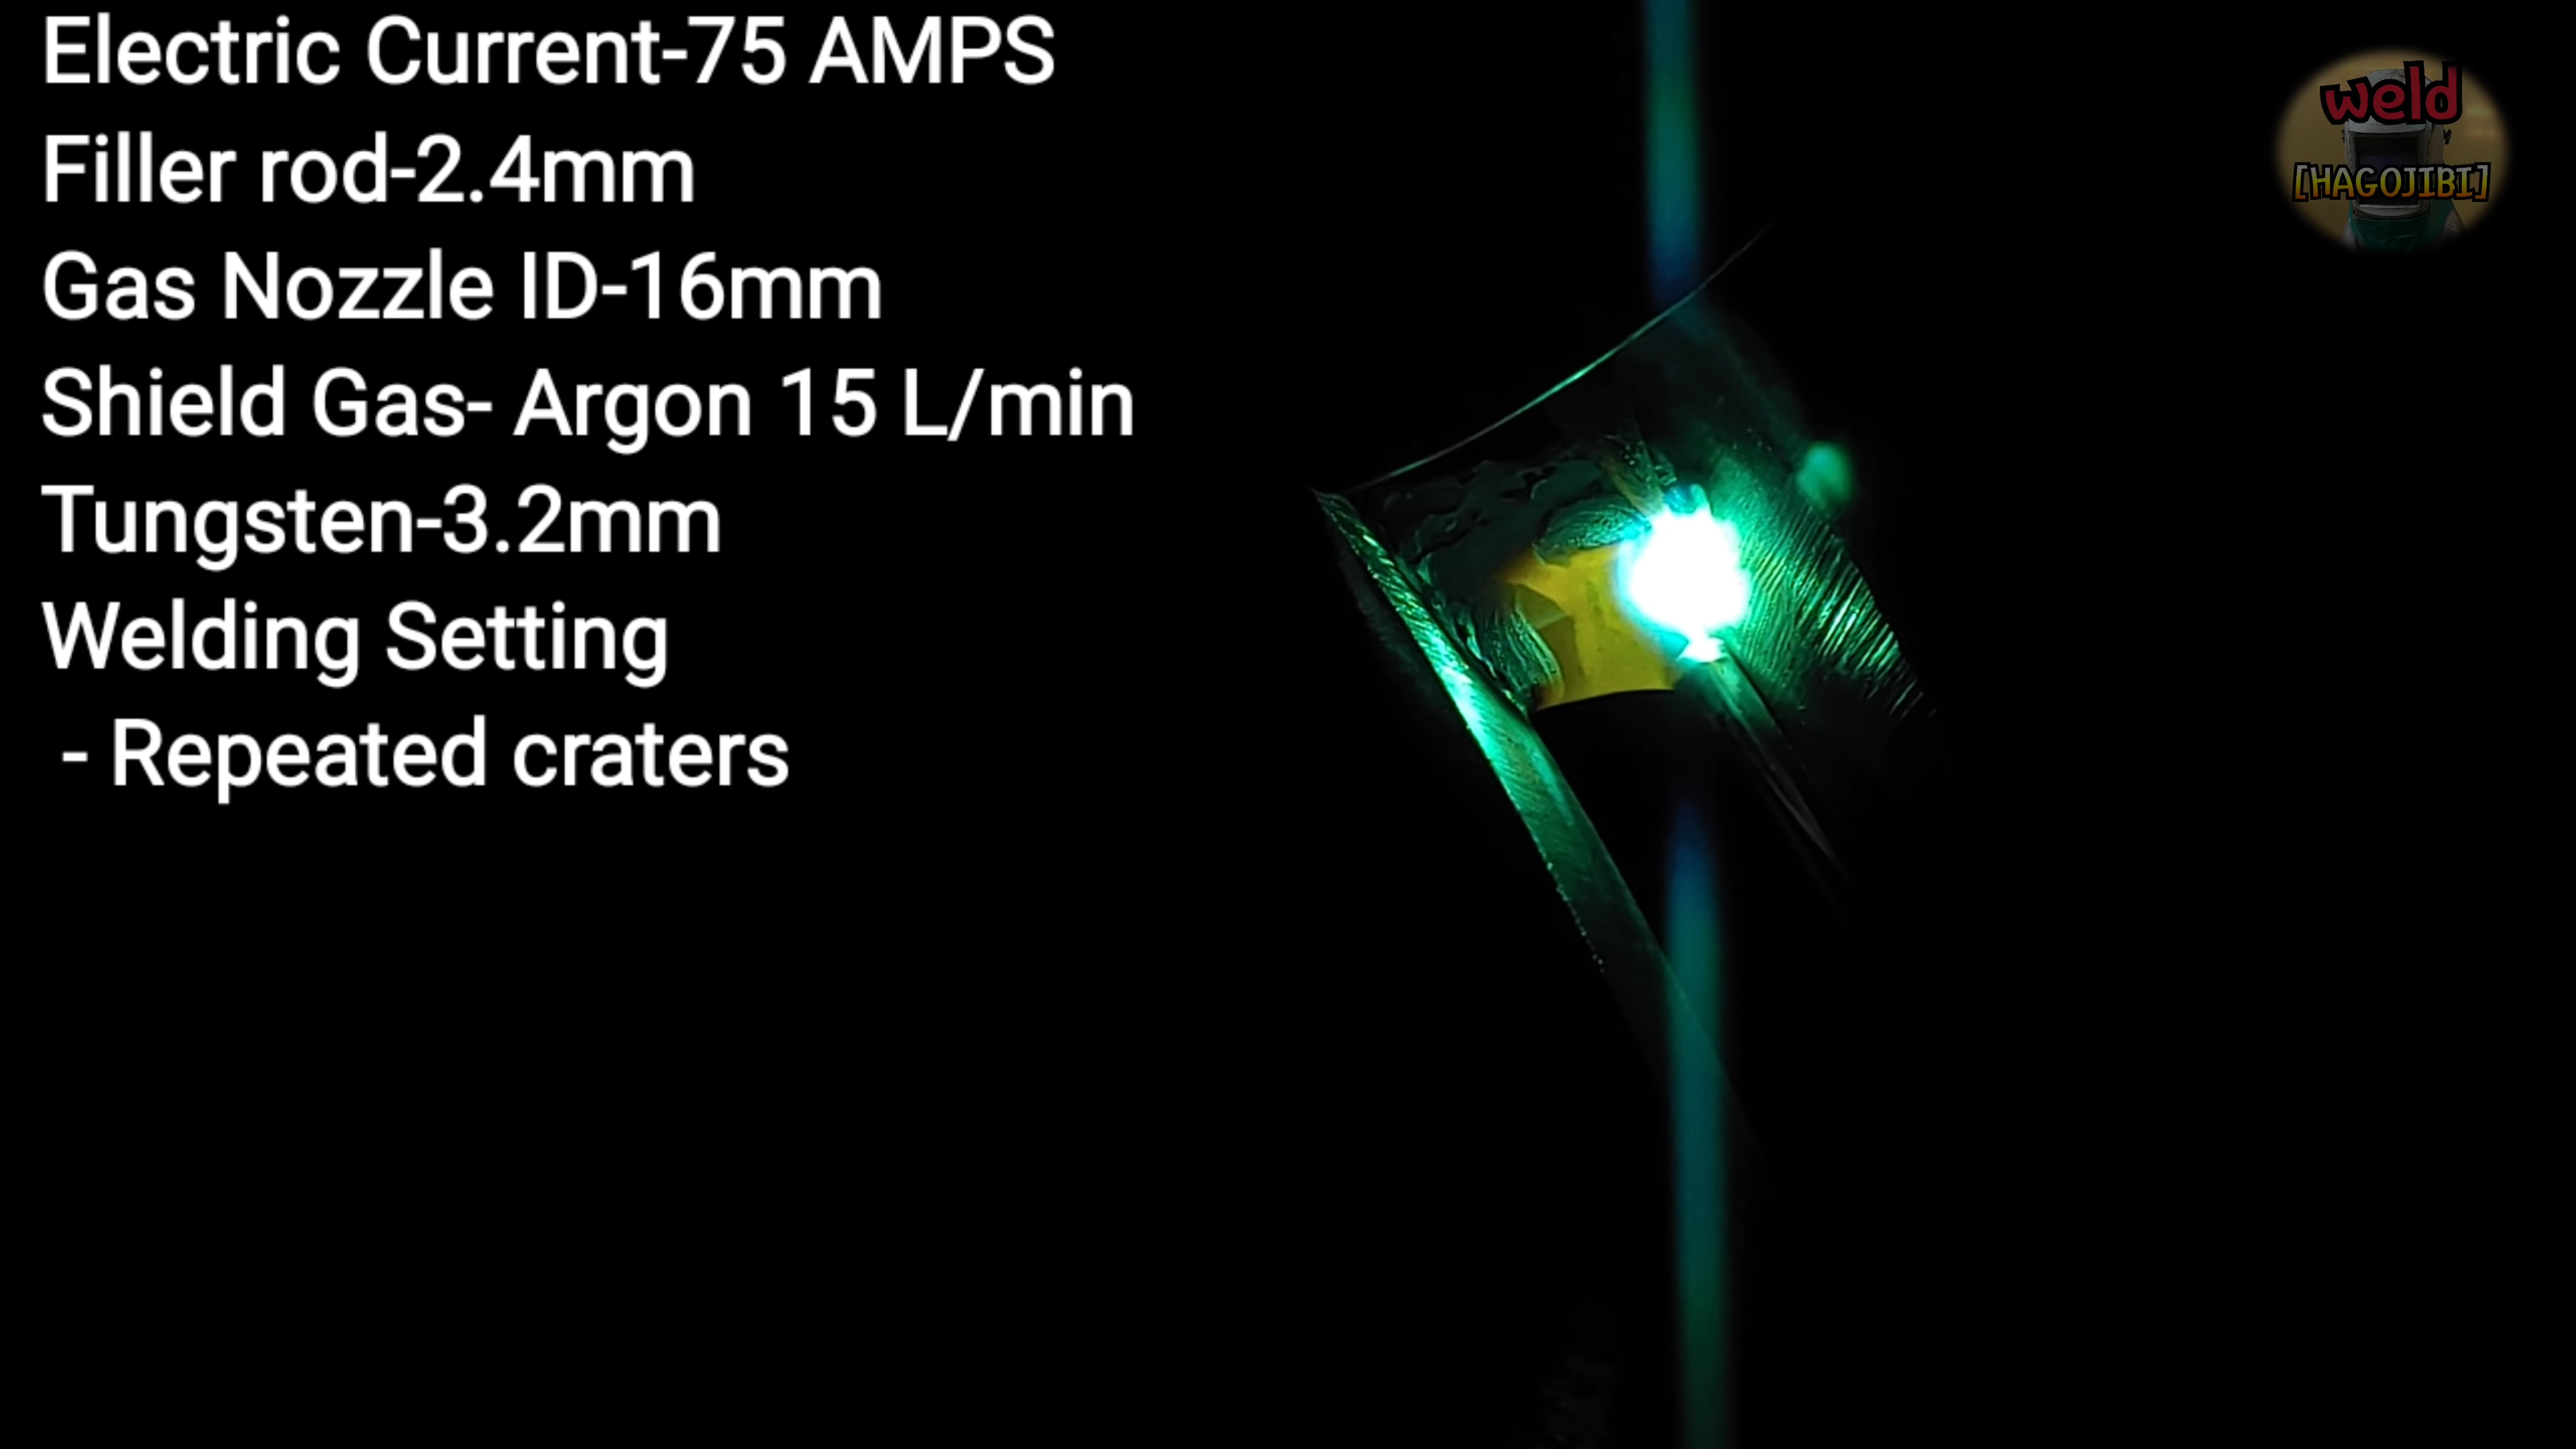 Electric Current-75 AMPS
Filler rod-2.4mm
Gas Nozzle ID-16mm
Shield Gas- Argon 15 L/min
Tungsten-3.2mm
Welding Setting
- Repeated craters
weld
[HAGOJIBI]